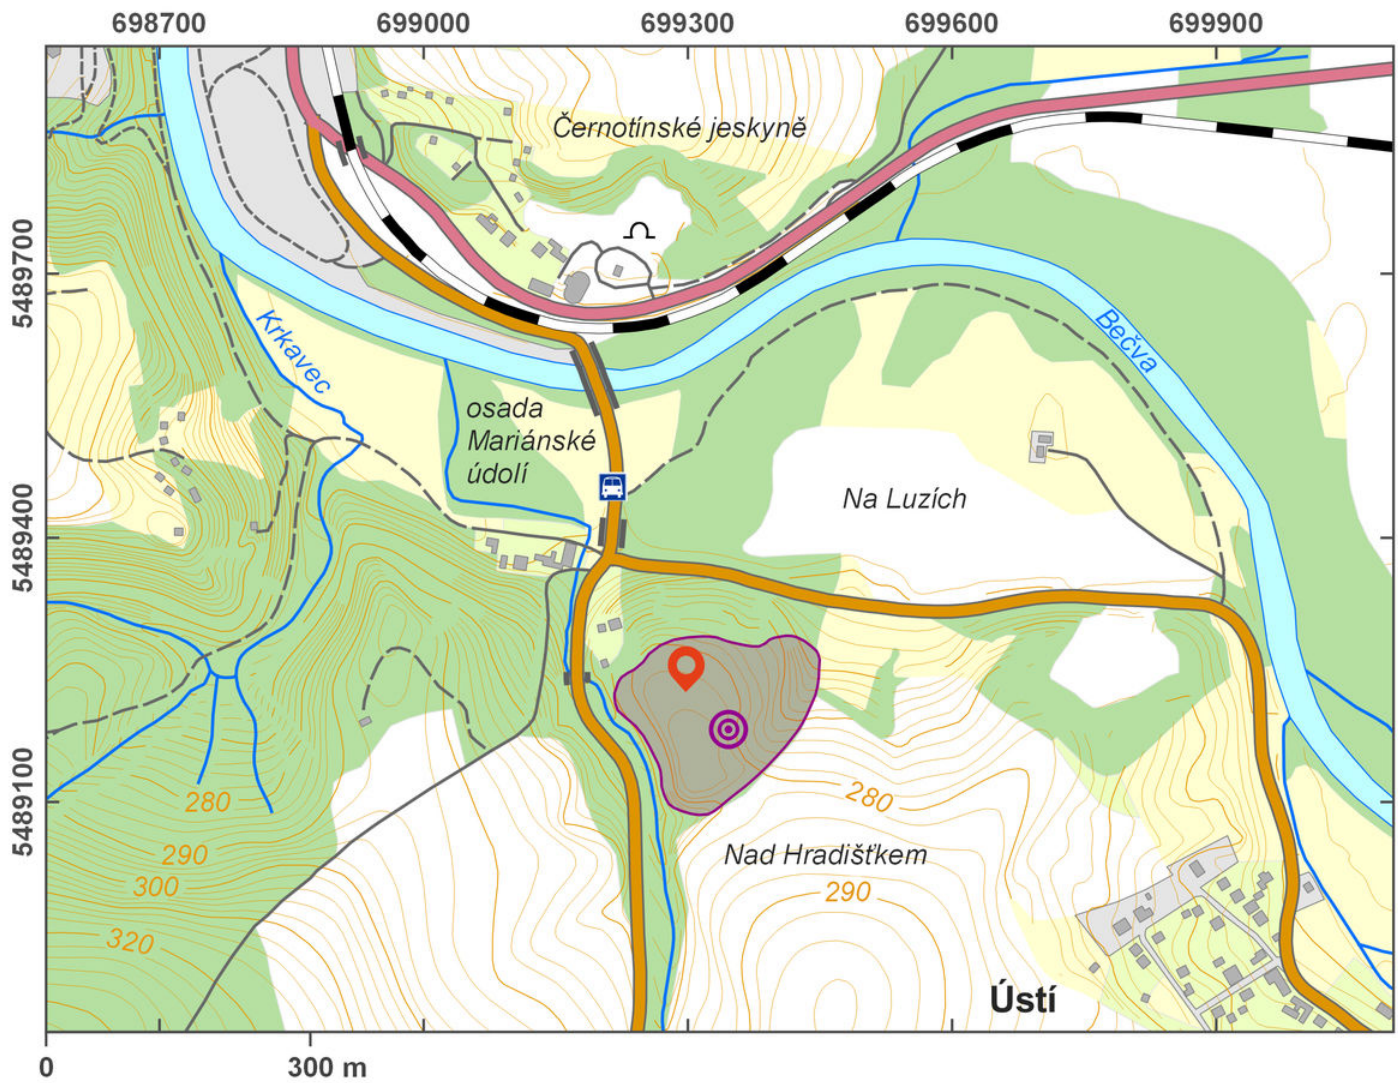 698700 699000 699300 699600 699900
Černotínské jeskyně
5489700
Krkavec
Bečva
osada
Mariánské
údolí
Na Luzích
5489400
280
280
5489100
290
Nad Hradišťkem
300
290
320
Ústí
0 300 m